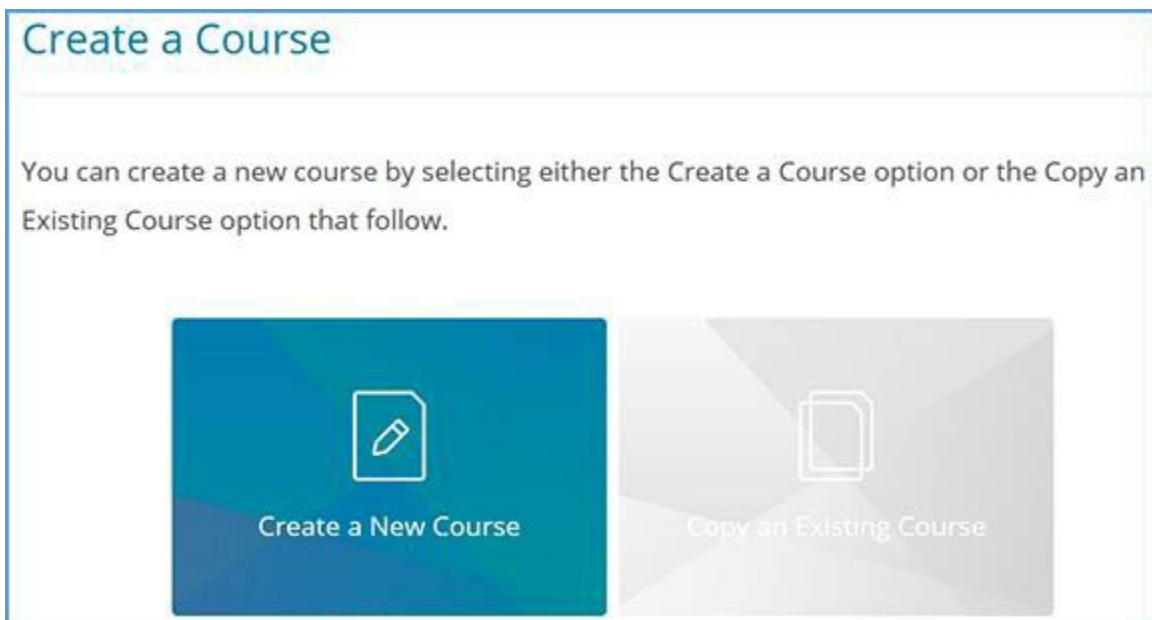 Create a Course
You can create a new course by selecting either the Create a Course option or the Copy an
Existing Course option that follow.
Create a New Course
Copy an Existing Course